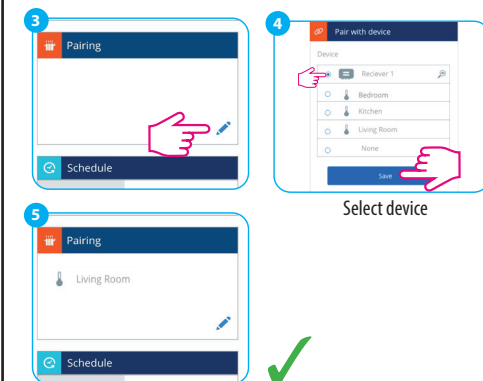 3
Pairing
Schedule
4
Pair with device
Device
Reciever 1
Bedroom
Kitchen
Living Room
None
Save
Select device
5
Pairing
Living Room
Schedule